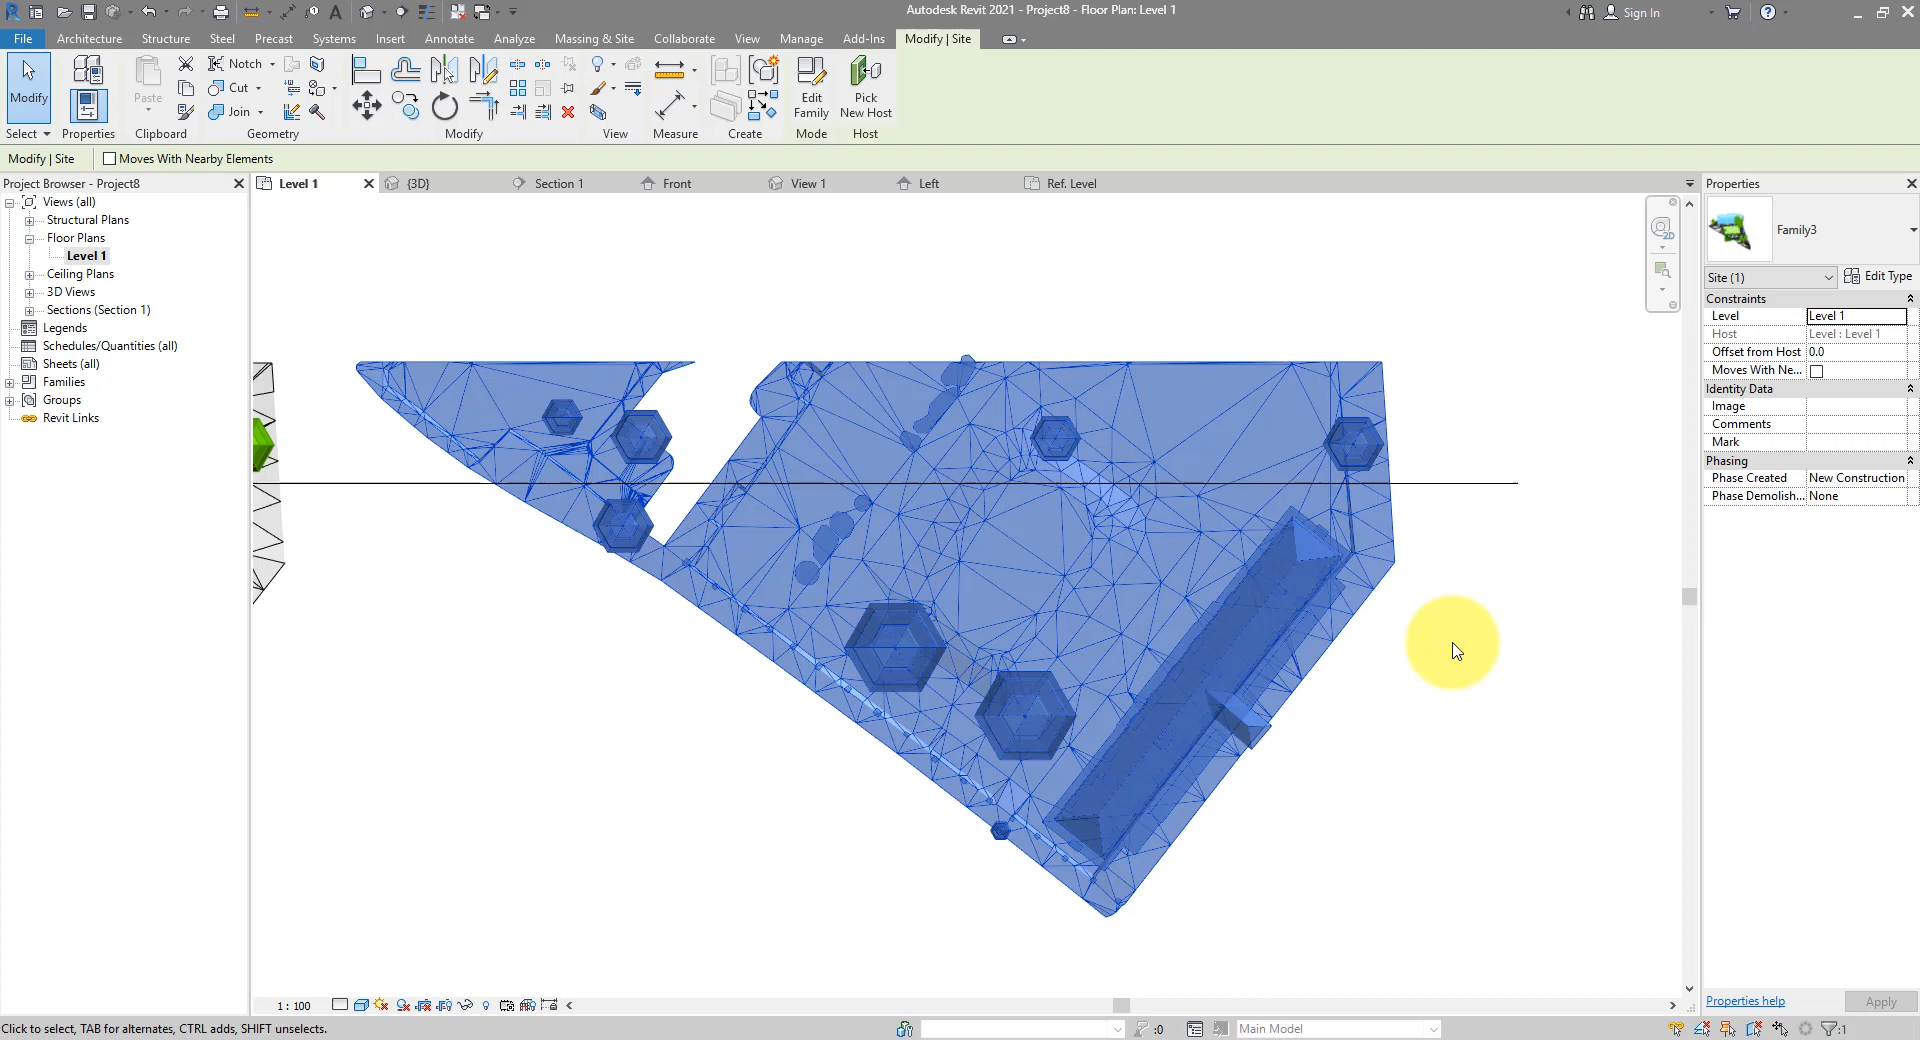 Autodesk Revit 2021 - Project8 - Floor Plan: Level 1
Sign In
File
Architecture
Structure
Steel
Precast
Systems
Insert
Annotate
Analyze
Massing & Site
Collaborate
View
Manage
Add-Ins
Modify | Site
Modify
Paste
Notch
Cut
Join
Edit
Family
Pick
New Host
Select
Properties
Clipboard
Geometry
Modify
View
Measure
Create
Mode
Host
Modify | Site
Moves With Nearby Elements
Project Browser - Project8
Level 1
{3D}
Section 1
Front
View 1
Left
Ref. Level
Properties
Views (all)
Structural Plans
Floor Plans
Level 1
Ceiling Plans
3D Views
Sections (Section 1)
Legends
Schedules/Quantities (all)
Sheets (all)
Families
Groups
Revit Links
2D
Family3
Site (1)
Edit Type
Constraints
Level
Level 1
Host
Level : Level 1
Offset from Host
0.0
Moves With Ne...
Identity Data
Image
Comments
Mark
Phasing
Phase Created
New Construction
Phase Demolish...
None
1 : 100
Properties help
Apply
Click to select, TAB for alternates, CTRL adds, SHIFT unselects.
:0
Main Model
:1